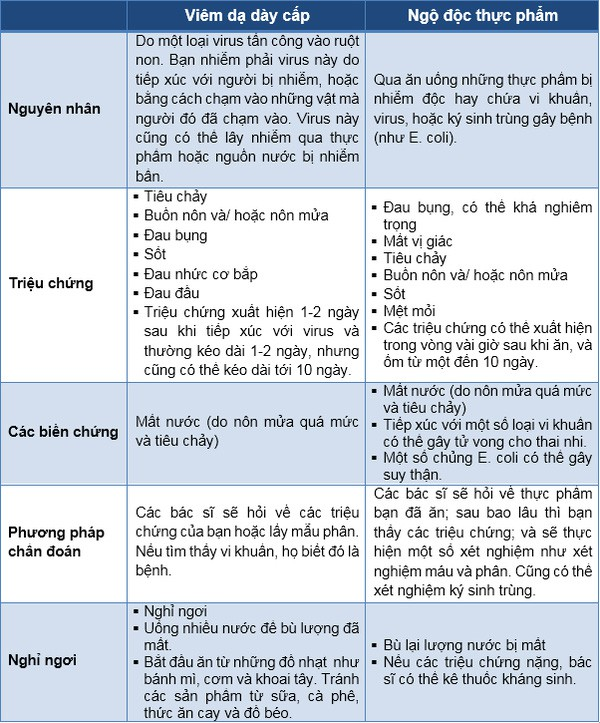 Viêm dạ dày cấp
Ngộ độc thực phẩm
Nguyên nhân
Do một loại virus tấn công vào ruột
non. Bạn nhiễm phải virus này do
tiếp xúc với người bị nhiễm, hoặc
bằng cách chạm vào những vật mà
người đó đã chạm vào. Virus này
cũng có thể lây nhiễm qua thực
phẩm hoặc nguồn nước bị nhiễm
bẩn.
Qua ăn uống những thực phẩm bị
nhiễm độc hay chứa vi khuẩn,
virus, hoặc ký sinh trùng gây bệnh
(như E. coli).
Triệu chứng
▪ Tiêu chảy
▪ Buồn nôn và/ hoặc nôn mửa
▪ Đau bụng
▪ Sốt
▪ Đau nhức cơ bắp
▪ Đau đầu
▪ Triệu chứng xuất hiện 1-2 ngày
sau khi tiếp xúc với virus và
thường kéo dài 1-2 ngày, nhưng
cũng có thể kéo dài tới 10 ngày.
▪ Đau bụng, có thể khá nghiêm
trọng
▪ Mất vị giác
▪ Tiêu chảy
▪ Buồn nôn và/ hoặc nôn mửa
▪ Sốt
▪ Mệt mỏi
▪ Các triệu chứng có thể xuất hiện
trong vòng vài giờ sau khi ăn, và
ốm từ một đến 10 ngày.
Các biến chứng
Mất nước (do nôn mửa quá mức
và tiêu chảy)
▪ Mất nước (do nôn mửa quá mức
và tiêu chảy)
▪ Tiếp xúc với một số loại vi khuẩn
có thể gây tử vong cho thai nhi.
▪ Một số chủng E. coli có thể gây
suy thận.
Phương pháp
chẩn đoán
Các bác sĩ sẽ hỏi về các triệu
chứng của bạn hoặc lấy mẫu phân.
Nếu tìm thấy vi khuẩn, họ biết đó là
bệnh.
Các bác sĩ sẽ hỏi về thực phẩm
bạn đã ăn; sau bao lâu thì bạn
thấy các triệu chứng; và sẽ thực
hiện một số xét nghiệm như xét
nghiệm máu và phân. Cũng có thể
xét nghiệm ký sinh trùng.
Nghỉ ngơi
▪ Nghỉ ngơi
▪ Uống nhiều nước để bù lượng đã
mất.
▪ Bắt đầu ăn từ những đồ nhạt như
bánh mì, cơm và khoai tây. Tránh
các sản phẩm từ sữa, cà phê,
thức ăn cay và đồ béo.
▪ Bù lại lượng nước bị mất
▪ Nếu các triệu chứng nặng, bác
sĩ có thể kê thuốc kháng sinh.